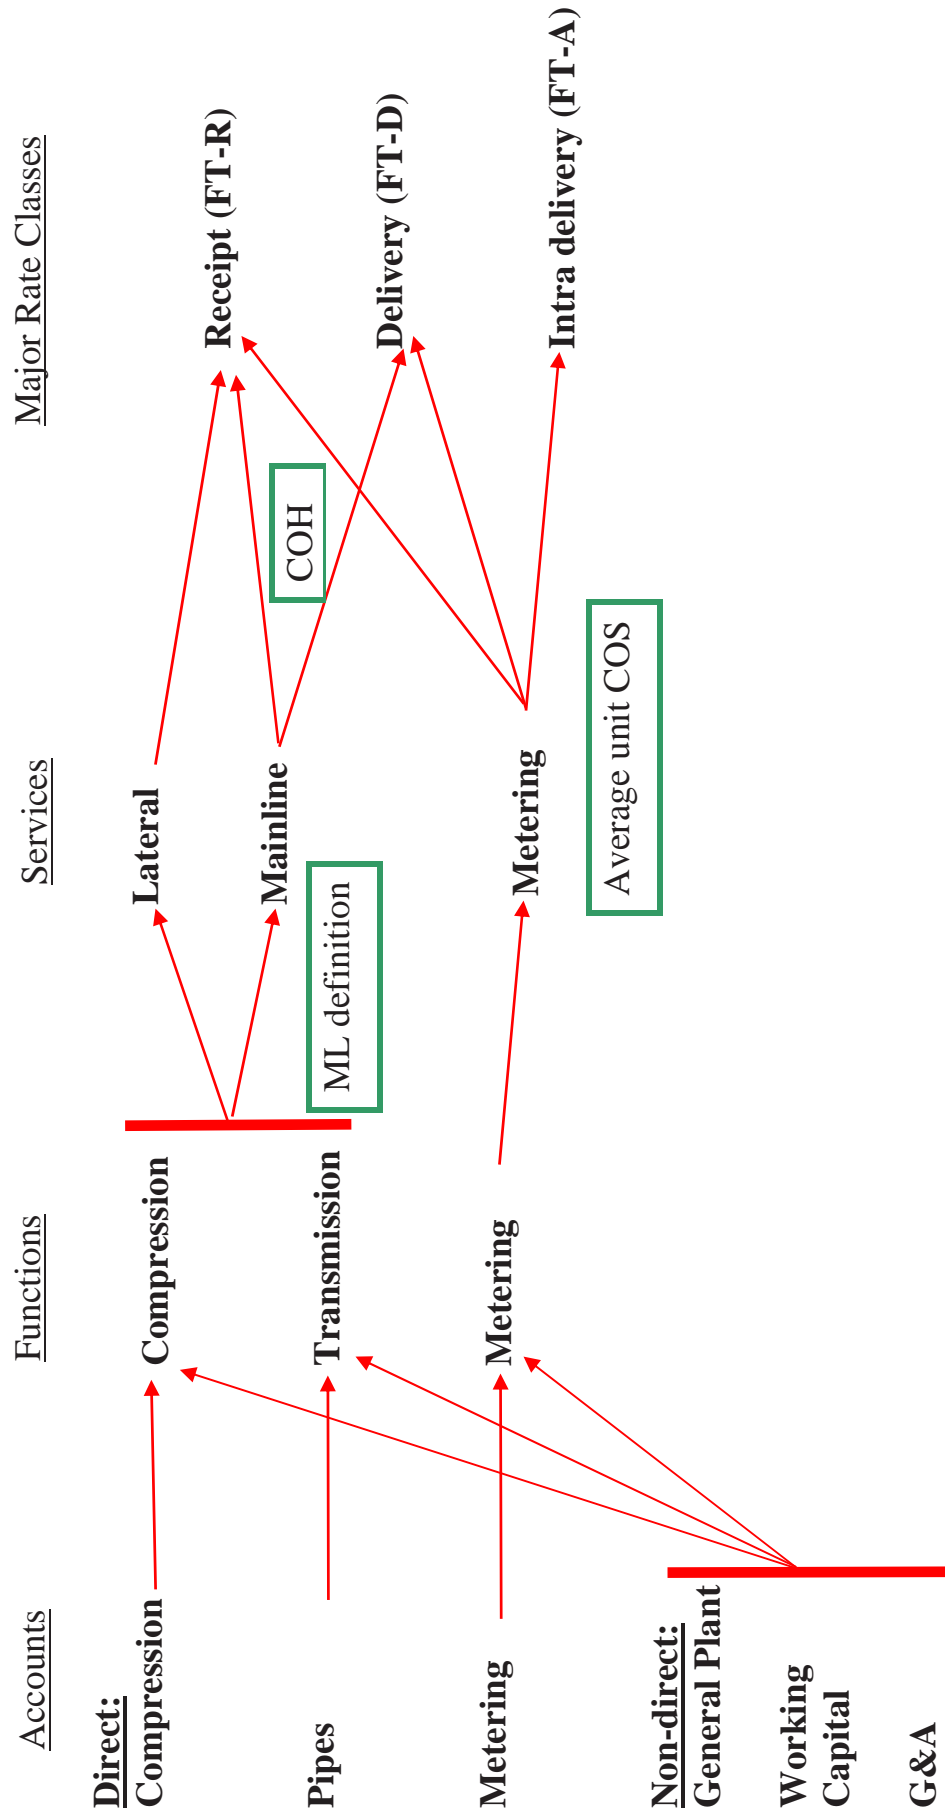 Accounts
Functions
Services
Major Rate Classes
Direct:
Compression
Compression
Lateral
Receipt (FT-R)
Mainline
COH
Pipes
Transmission
ML definition
Delivery (FT-D)
Metering
Metering
Metering
Intra delivery (FT-A)
Average unit COS
Non-direct:
General Plant
Working
Capital
G&A